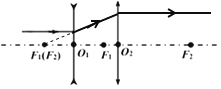 F₁(F₂) O₁ F₁ O₂ F₂